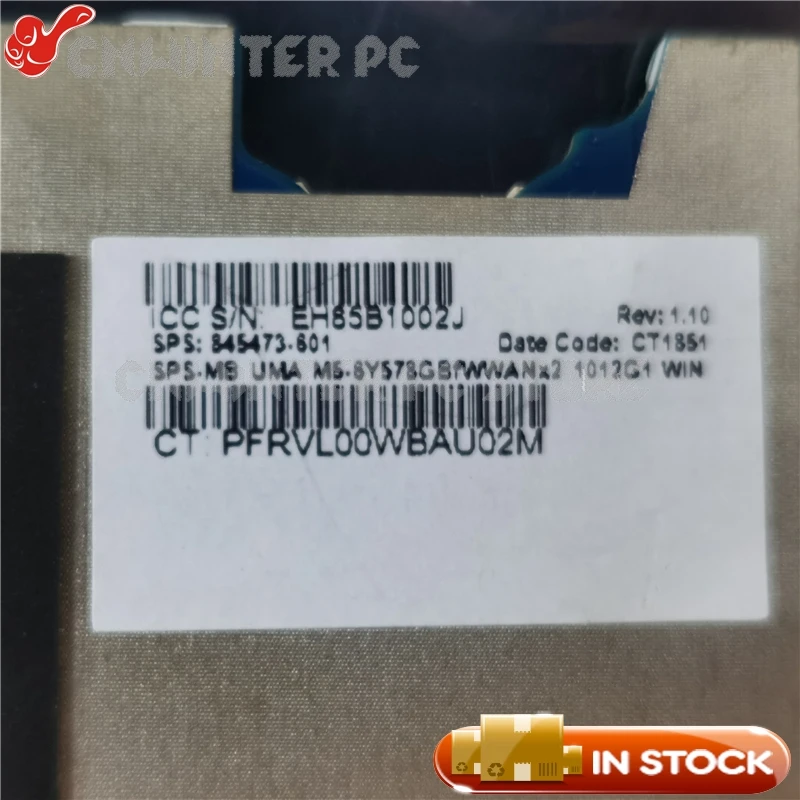 CHHUNTER PC
ICC S/N: EH85B1002J
Rev: 1.10
SPS: 845473-601
Date Code: CT1851
SPS-MB UMA M5-6Y578GBfWWANx2 1012G1 WIN
CT: PFRVL00WBAU02M
IN STOCK